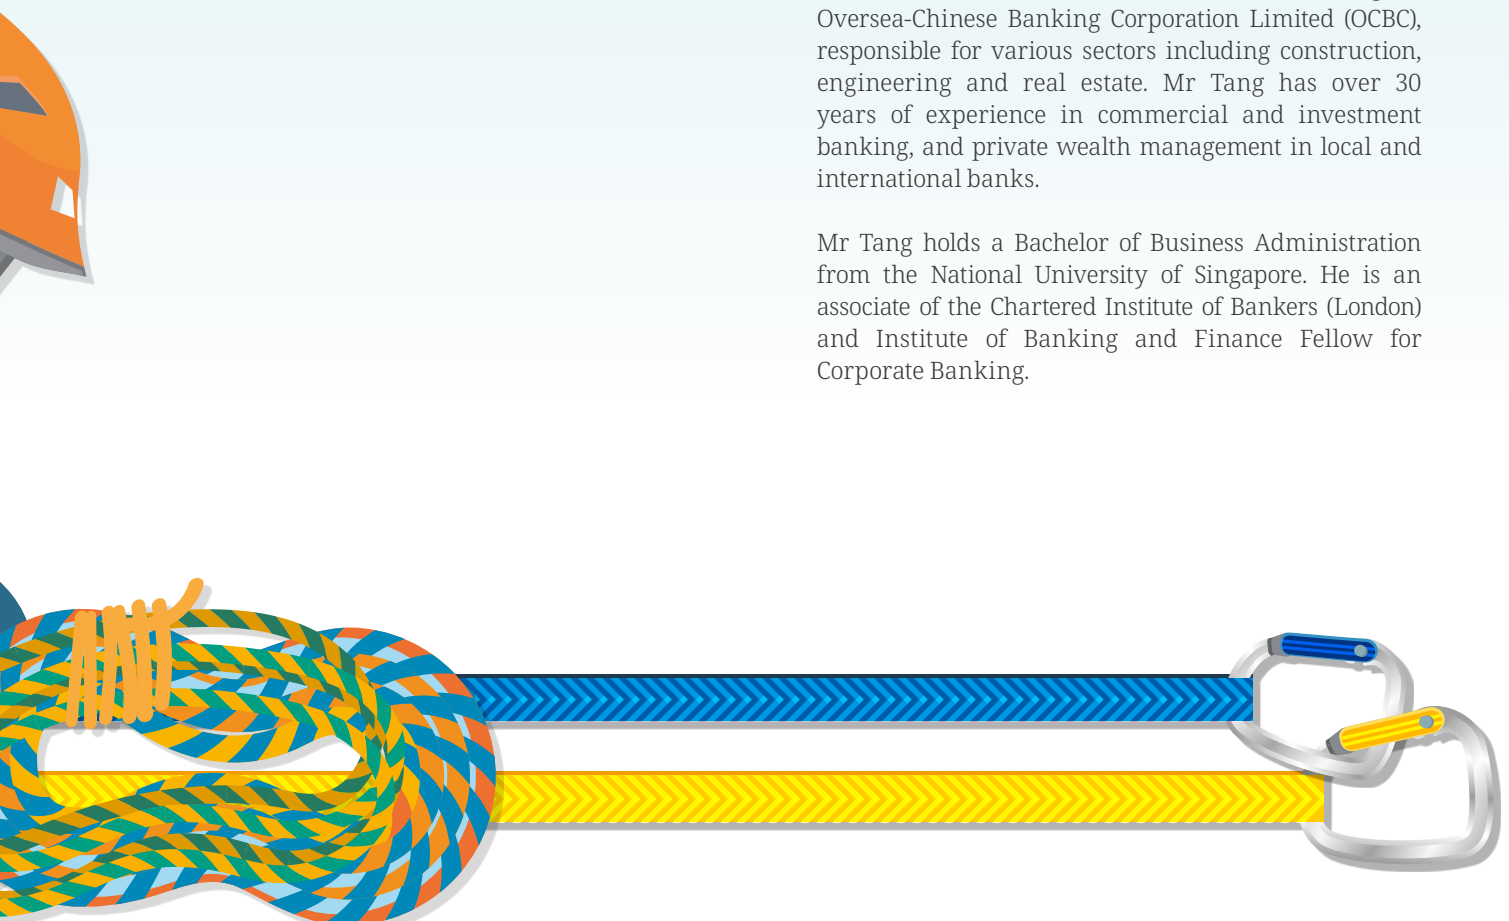 Oversea-Chinese Banking Corporation Limited (OCBC),
responsible for various sectors including construction,
engineering and real estate. Mr Tang has over 30
years of experience in commercial and investment
banking, and private wealth management in local and
international banks.
Mr Tang holds a Bachelor of Business Administration
from the National University of Singapore. He is an
associate of the Chartered Institute of Bankers (London)
and Institute of Banking and Finance Fellow for
Corporate Banking.